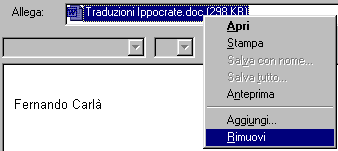 Allega: Traduzioni Ippocrate.doc (298 KB)
Apri
Stampa
Salva con nome...
Salva tutto...
Anteprima
Aggiungi...
Rimuovi
Fernando Carlà